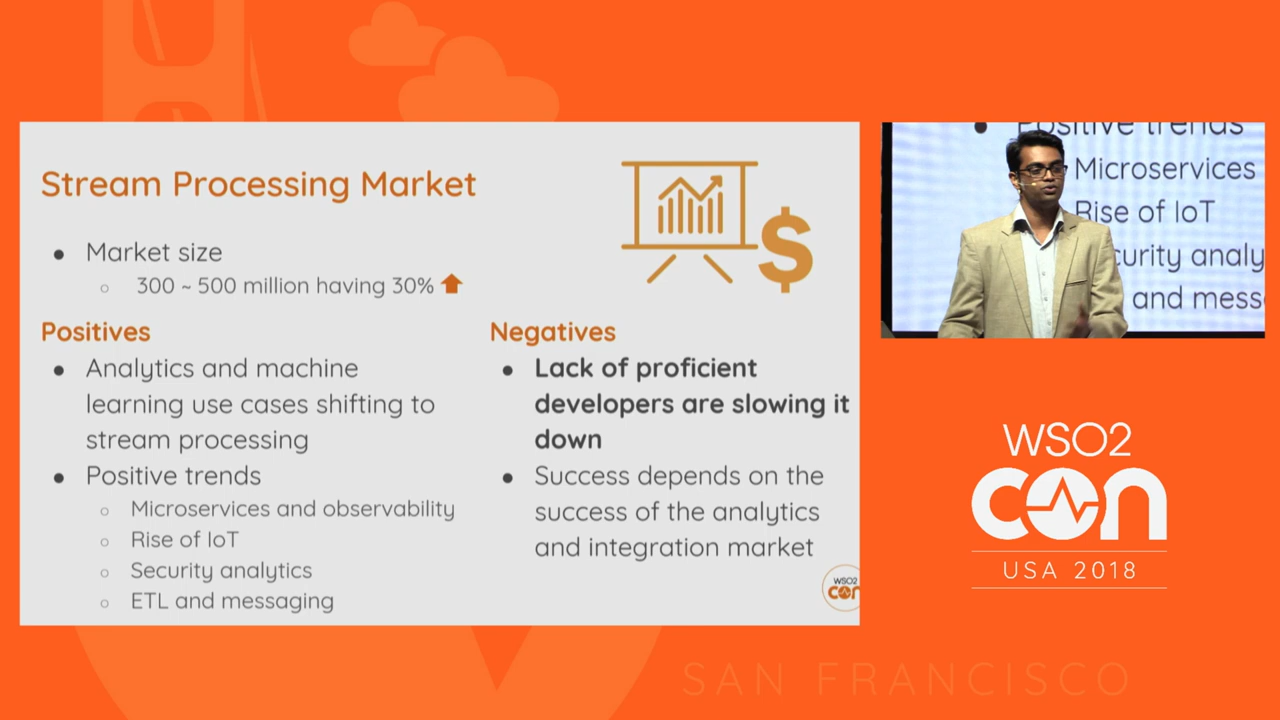 Stream Processing Market
● Market size
○ 300 ~ 500 million having 30%
Positives
● Analytics and machine
learning use cases shifting to
stream processing
● Positive trends
○ Microservices and observability
○ Rise of IoT
○ Security analytics
○ ETL and messaging
Negatives
● Lack of proficient
developers are slowing it
down
● Success depends on the
success of the analytics
and integration market
WSO2
con
Positive trends
Microservices
Rise of IoT
curity analy
and mess
WSO2
con
USA 2018
SAN FRANCISCO